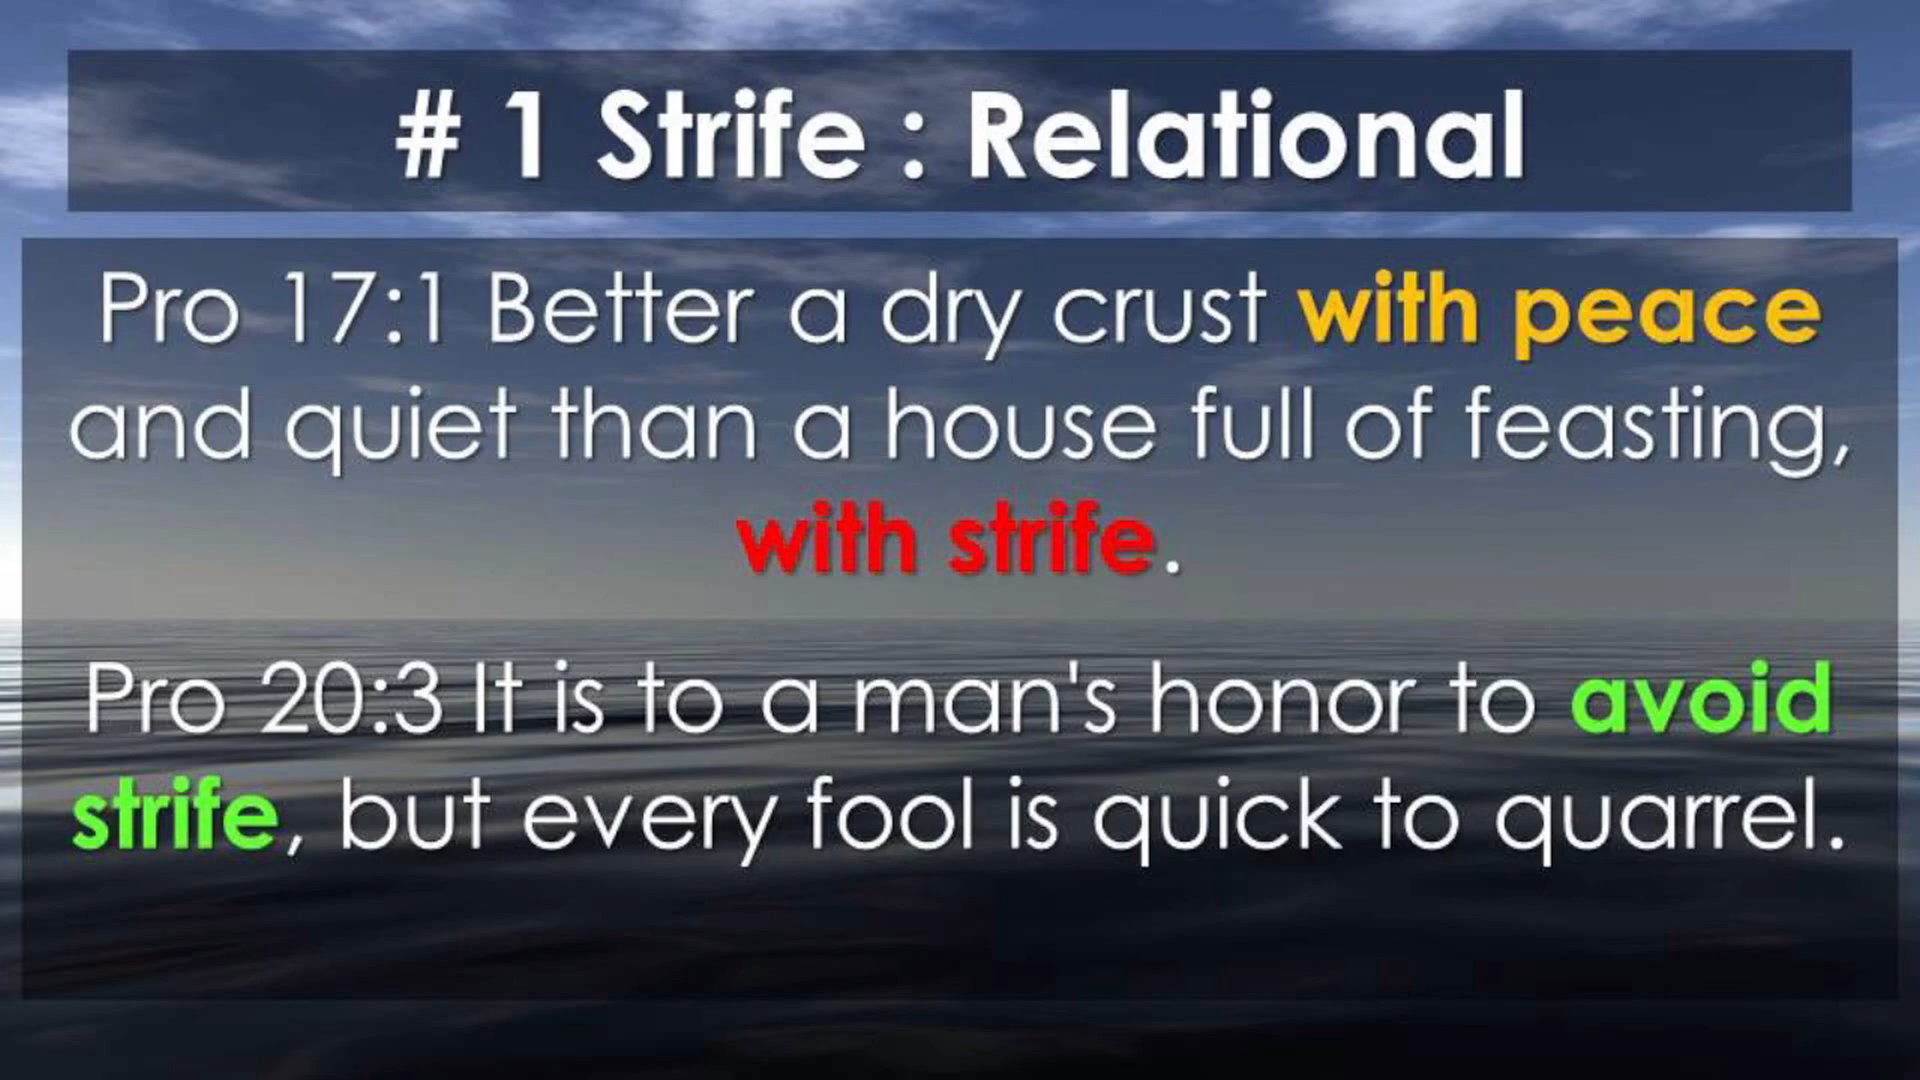 # 1 Strife : Relational
Pro 17:1 Better a dry crust with peace
and quiet than a house full of feasting,
with strife.
Pro 20:3 It is to a man's honor to avoid
strife, but every fool is quick to quarrel.